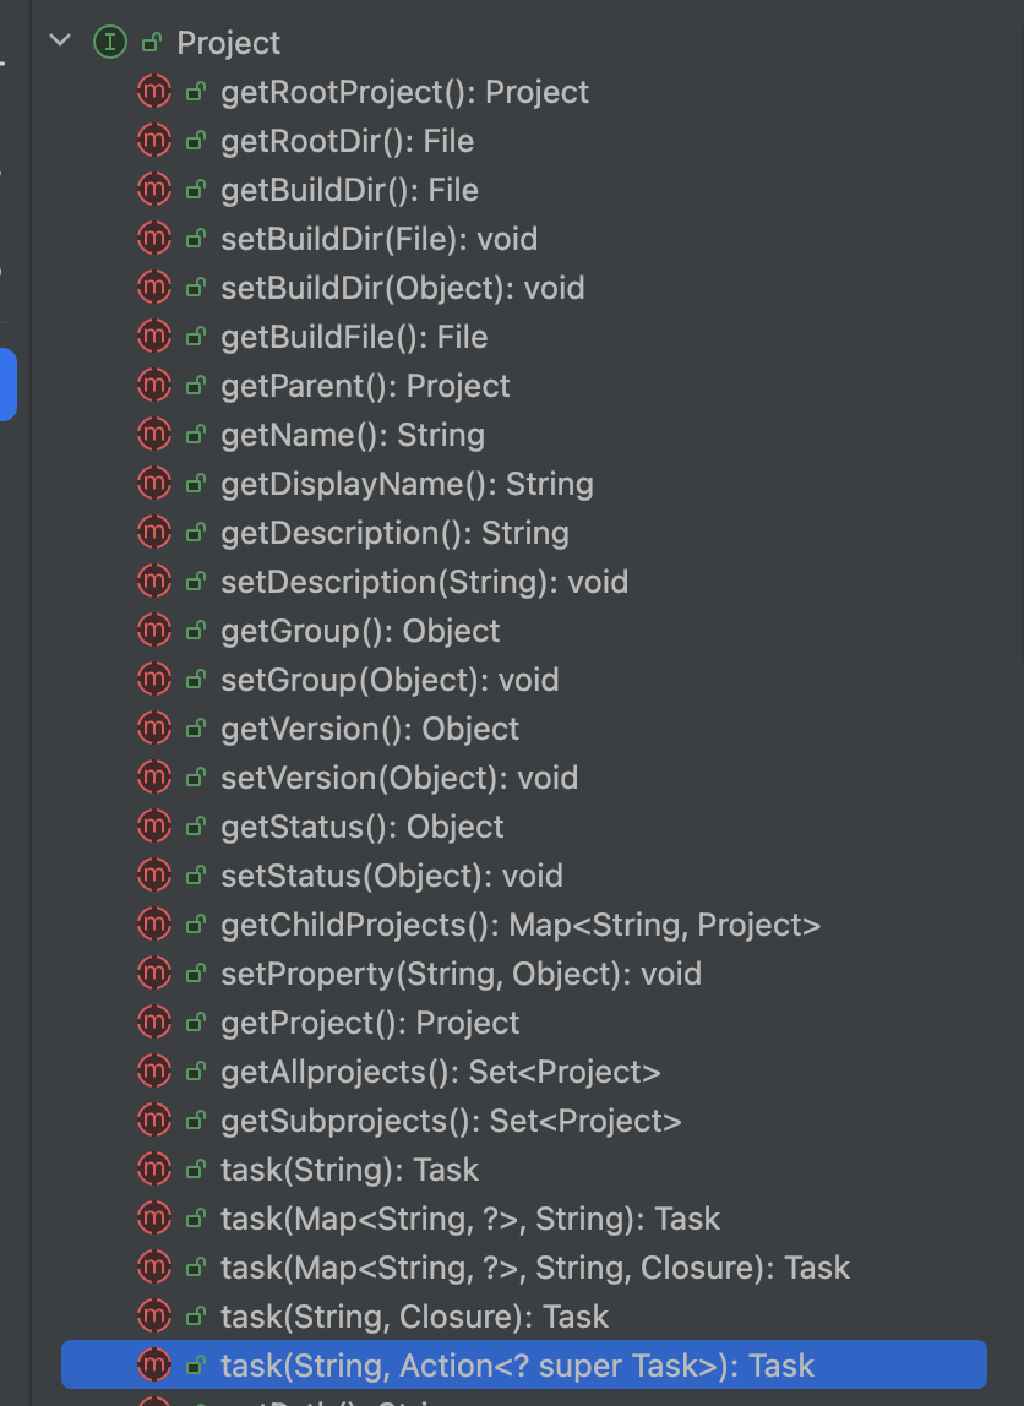 Project
getRootProject(): Project
getRootDir(): File
getBuildDir(): File
setBuildDir(File): void
setBuildDir(Object): void
getBuildFile(): File
getParent(): Project
getName(): String
getDisplayName(): String
getDescription(): String
setDescription(String): void
getGroup(): Object
setGroup(Object): void
getVersion(): Object
setVersion(Object): void
getStatus(): Object
setStatus(Object): void
getChildProjects(): Map<String, Project>
setProperty(String, Object): void
getProject(): Project
getAllprojects(): Set<Project>
getSubprojects(): Set<Project>
task(String): Task
task(Map<String, ?>, String): Task
task(Map<String, ?>, String, Closure): Task
task(String, Closure): Task
task(String, Action<? super Task>): Task